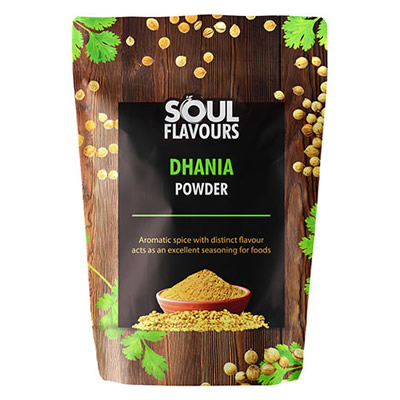 SOUL
FLAVOURS
DHANIA
POWDER
Aromatic spice with distinct flavour
acts as an excellent seasoning for foods